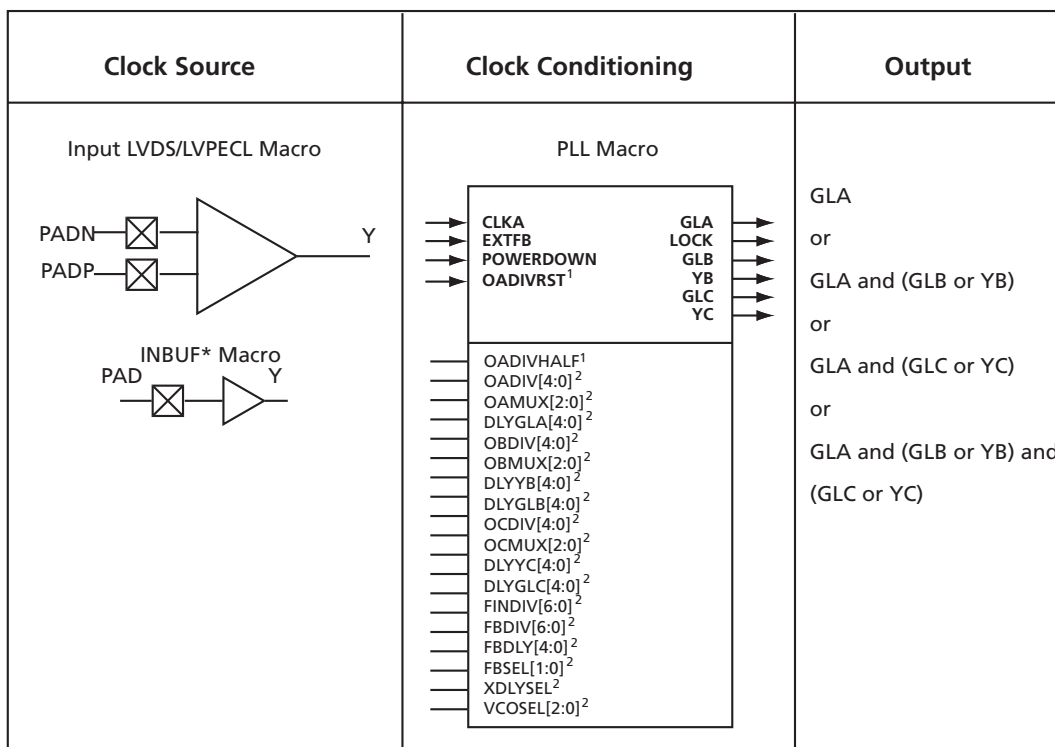 Clock Source
Clock Conditioning
Output
Input LVDS/LVPECL Macro
PADN
PADP
Y
INBUF* Macro
PAD
Y
PLL Macro
CLKA
EXTFB
POWERDOWN
OADIVRST¹
GLA
LOCK
GLB
YB
GLC
YC
OADIVHALF¹
OADIV[4:0]²
OAMUX[2:0]²
DLYGLA[4:0]²
OBDIV[4:0]²
OBMUX[2:0]²
DLYYB[4:0]²
DLYGLB[4:0]²
OCDIV[4:0]²
OCMUX[2:0]²
DLYYC[4:0]²
DLYGLC[4:0]²
FINDIV[6:0]²
FBDIV[6:0]²
FBDLY[4:0]²
FBSEL[1:0]²
XDLYSEL²
VCOSEL[2:0]²
GLA
or
GLA and (GLB or YB)
or
GLA and (GLC or YC)
or
GLA and (GLB or YB) and
(GLC or YC)